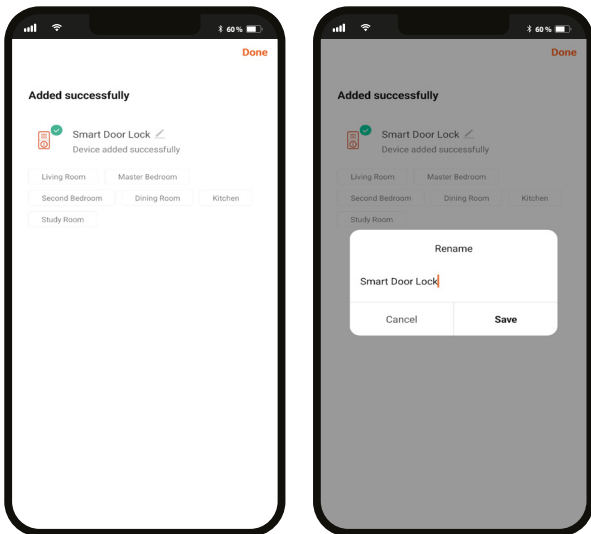 60 %
Done
Added successfully
Smart Door Lock
Device added successfully
Living Room Master Bedroom
Second Bedroom Dining Room Kitchen
Study Room
60 %
Done
Added successfully
Smart Door Lock
Device added successfully
Living Room Master Bedroom
Second Bedroom Dining Room Kitchen
Study Room
Rename
Smart Door Lock
Cancel Save